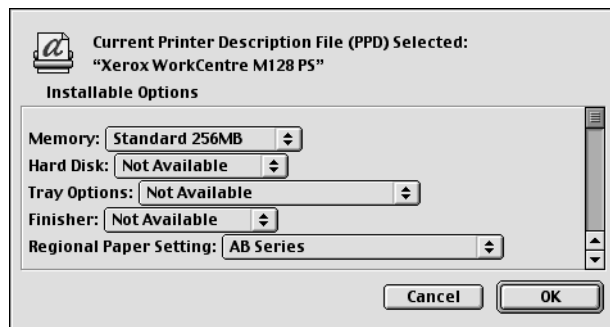 Current Printer Description File (PPD) Selected:
“Xerox WorkCentre M128 PS”
Installable Options
Memory: Standard 256MB
Hard Disk: Not Available
Tray Options: Not Available
Finisher: Not Available
Regional Paper Setting: AB Series
Cancel OK